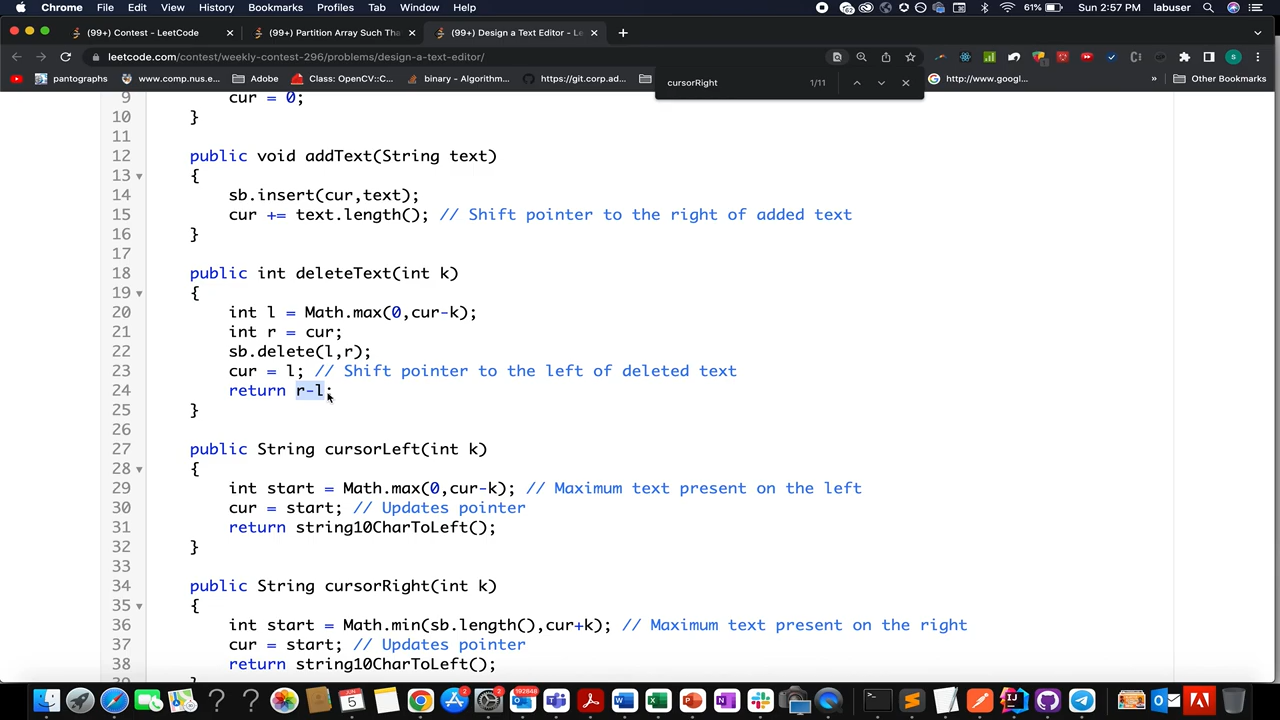 Chrome File Edit View History Bookmarks Profiles Tab Window Help 61% Sun 2:57 PM labuser
(99+) Contest - LeetCode (99+) Partition Array Such Tha (99+) Design a Text Editor - Le
leetcode.com/contest/weekly-contest-296/problems/design-a-text-editor/
pantographs www.comp.nus.e... Adobe Class: OpenCV::C... binary - Algorithm... https://git.corp.ad... http://www.googl... » Other Bookmarks
cursorRight 1/11
9 cur = 0;
10 }
11
12 public void addText(String text)
13 {
14 sb.insert(cur,text);
15 cur += text.length(); // Shift pointer to the right of added text
16 }
17
18 public int deleteText(int k)
19 {
20 int l = Math.max(0,cur-k);
21 int r = cur;
22 sb.delete(l,r);
23 cur = l; // Shift pointer to the left of deleted text
24 return r-l;
25 }
26
27 public String cursorLeft(int k)
28 {
29 int start = Math.max(0,cur-k); // Maximum text present on the left
30 cur = start; // Updates pointer
31 return string10CharToLeft();
32 }
33
34 public String cursorRight(int k)
35 {
36 int start = Math.min(sb.length(),cur+k); // Maximum text present on the right
37 cur = start; // Updates pointer
38 return string10CharToLeft();